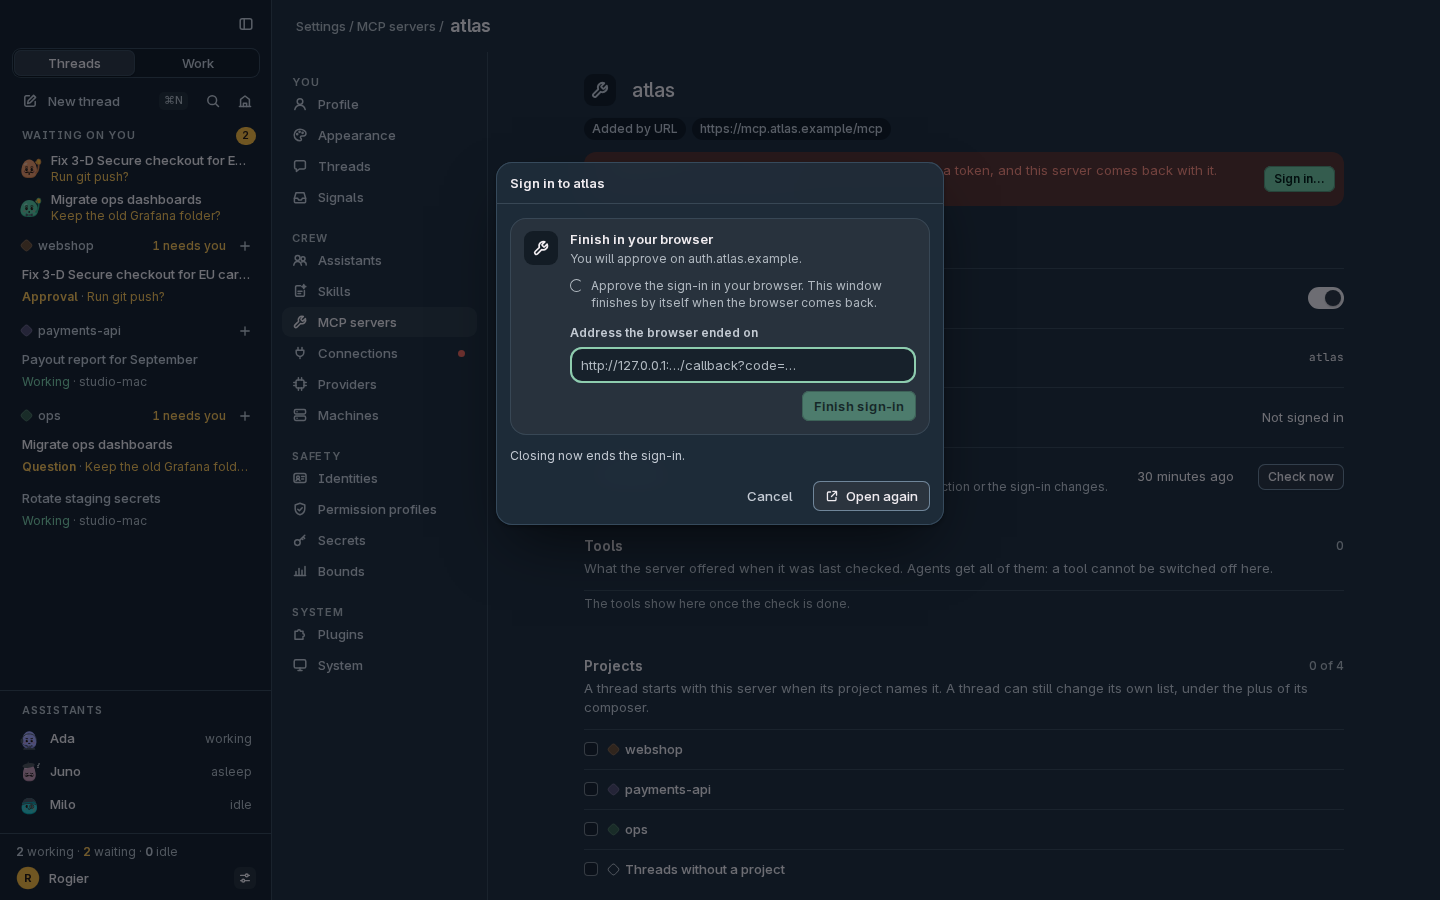 Settings / MCP servers / atlas
Threads
Work
New thread
⌘N
WAITING ON YOU
2
Fix 3-D Secure checkout for E…
Run git push?
Migrate ops dashboards
Keep the old Grafana folder?
webshop
1 needs you
Fix 3-D Secure checkout for EU car…
Approval · Run git push?
payments-api
Payout report for September
Working · studio-mac
ops
1 needs you
Migrate ops dashboards
Question · Keep the old Grafana fold…
Rotate staging secrets
Working · studio-mac
ASSISTANTS
Ada
working
Juno
asleep
Milo
idle
2 working · 2 waiting · 0 idle
R
Rogier
YOU
Profile
Appearance
Threads
Signals
CREW
Assistants
Skills
MCP servers
Connections
Providers
Machines
SAFETY
Identities
Permission profiles
Secrets
Bounds
SYSTEM
Plugins
System
atlas
Added by URL
https://mcp.atlas.example/mcp
a token, and this server comes back with it.
Sign in…
atlas
Not signed in
ction or the sign-in changes.
30 minutes ago
Check now
Sign in to atlas
Finish in your browser
You will approve on auth.atlas.example.
Approve the sign-in in your browser. This window
finishes by itself when the browser comes back.
Address the browser ended on
http://127.0.0.1:…/callback?code=…
Finish sign-in
Closing now ends the sign-in.
Cancel
Open again
Tools
0
What the server offered when it was last checked. Agents get all of them: a tool cannot be switched off here.
The tools show here once the check is done.
Projects
0 of 4
A thread starts with this server when its project names it. A thread can still change its own list, under the plus of its
composer.
webshop
payments-api
ops
Threads without a project